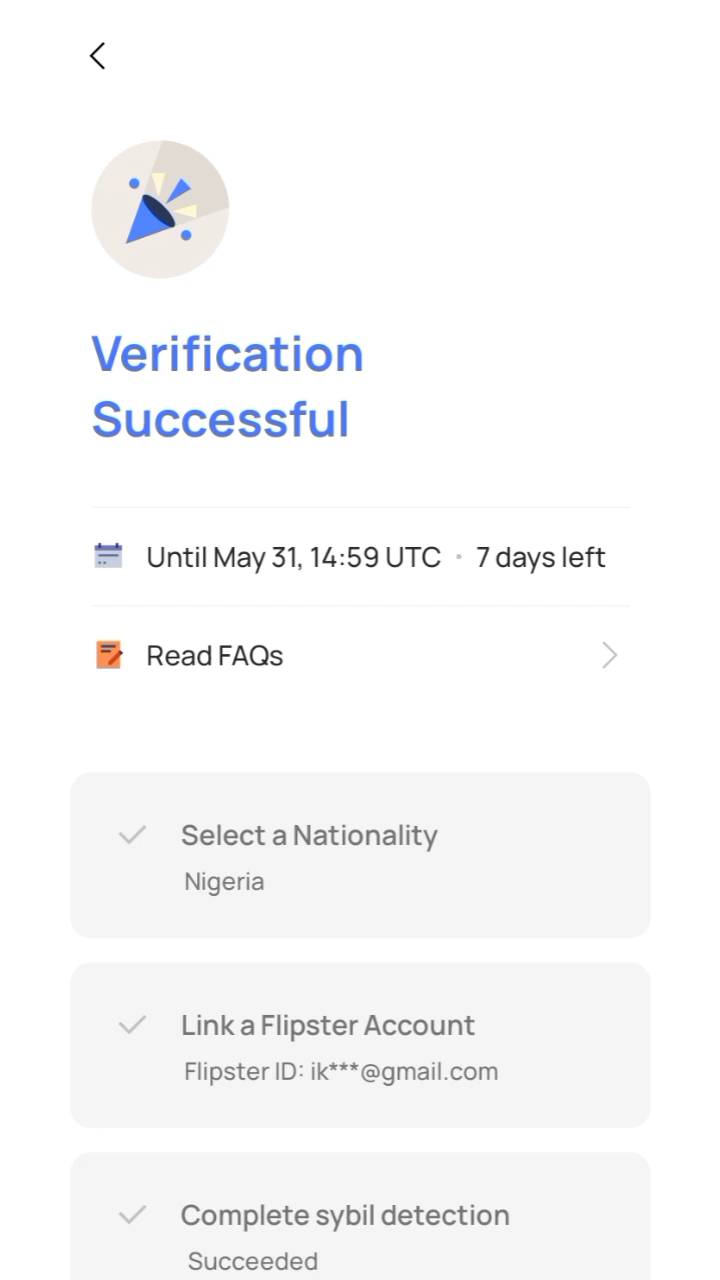 Verification
Successful
Until May 31, 14:59 UTC • 7 days left
Read FAQs
Select a Nationality
Nigeria
Link a Flipster Account
Flipster ID: ik***@gmail.com
Complete sybil detection
Succeeded